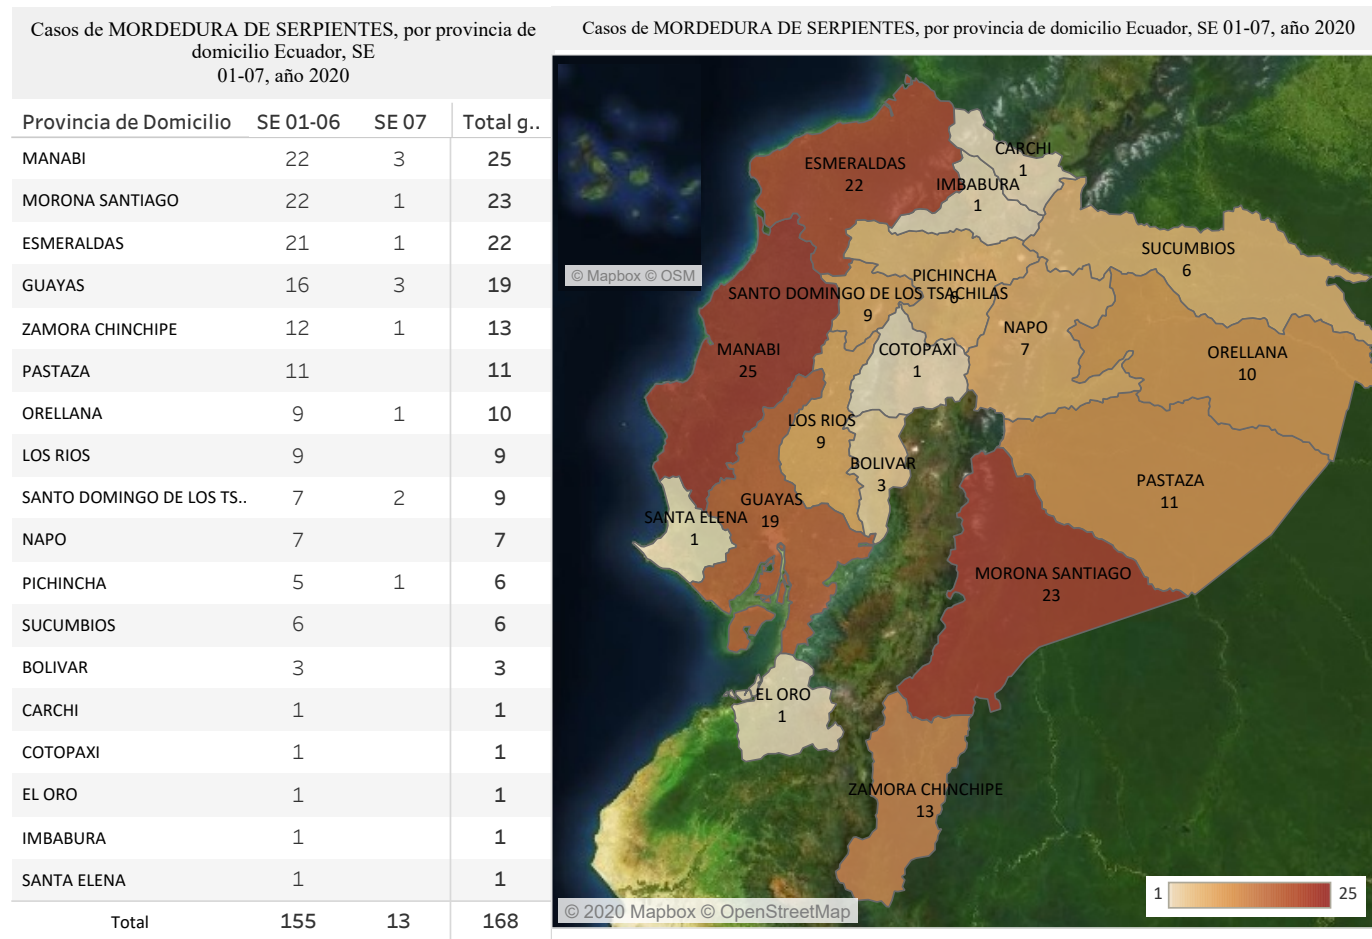 Casos de MORDEDURA DE SERPIENTES, por provincia de
domicilio Ecuador, SE
01-07, año 2020
Provincia de Domicilio SE 01-06 SE 07 Total g..
MANABI 22 3 25
MORONA SANTIAGO 22 1 23
ESMERALDAS 21 1 22
GUAYAS 16 3 19
ZAMORA CHINCHIPE 12 1 13
PASTAZA 11 11
ORELLANA 9 1 10
LOS RIOS 9 9
SANTO DOMINGO DE LOS TS.. 7 2 9
NAPO 7 7
PICHINCHA 5 1 6
SUCUMBIOS 6 6
BOLIVAR 3 3
CARCHI 1 1
COTOPAXI 1 1
EL ORO 1 1
IMBABURA 1 1
SANTA ELENA 1 1
Total 155 13 168
Casos de MORDEDURA DE SERPIENTES, por provincia de domicilio Ecuador, SE 01-07, año 2020
CARCHI
1
ESMERALDAS
22
IMBABURA
1
SUCUMBIOS
6
© Mapbox © OSM
PICHINCHA
6
SANTO DOMINGO DE LOS TSACHILAS
9
NAPO
7
MANABI
25
COTOPAXI
1
ORELLANA
10
LOS RIOS
9
BOLIVAR
3
PASTAZA
11
GUAYAS
19
SANTA ELENA
1
MORONA SANTIAGO
23
EL ORO
1
ZAMORA CHINCHIPE
13
1 25
© 2020 Mapbox © OpenStreetMap